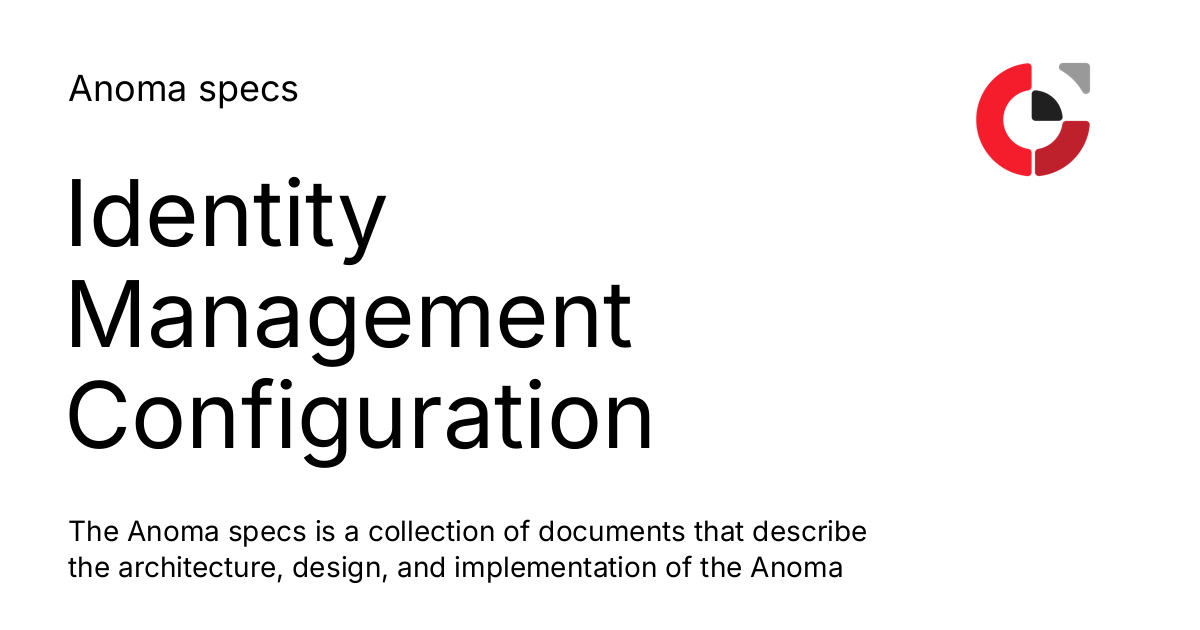 Anoma specs
Identity
Management
Configuration
The Anoma specs is a collection of documents that describe
the architecture, design, and implementation of the Anoma